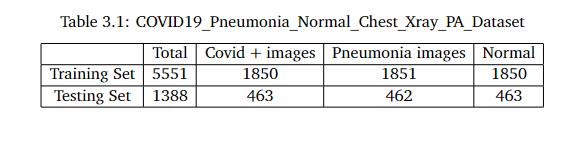 Table 3.1: COVID19_Pneumonia_Normal_Chest_Xray_PA_Dataset
Total Covid + images Pneumonia images Normal
Training Set 5551 1850 1851 1850
Testing Set 1388 463 462 463